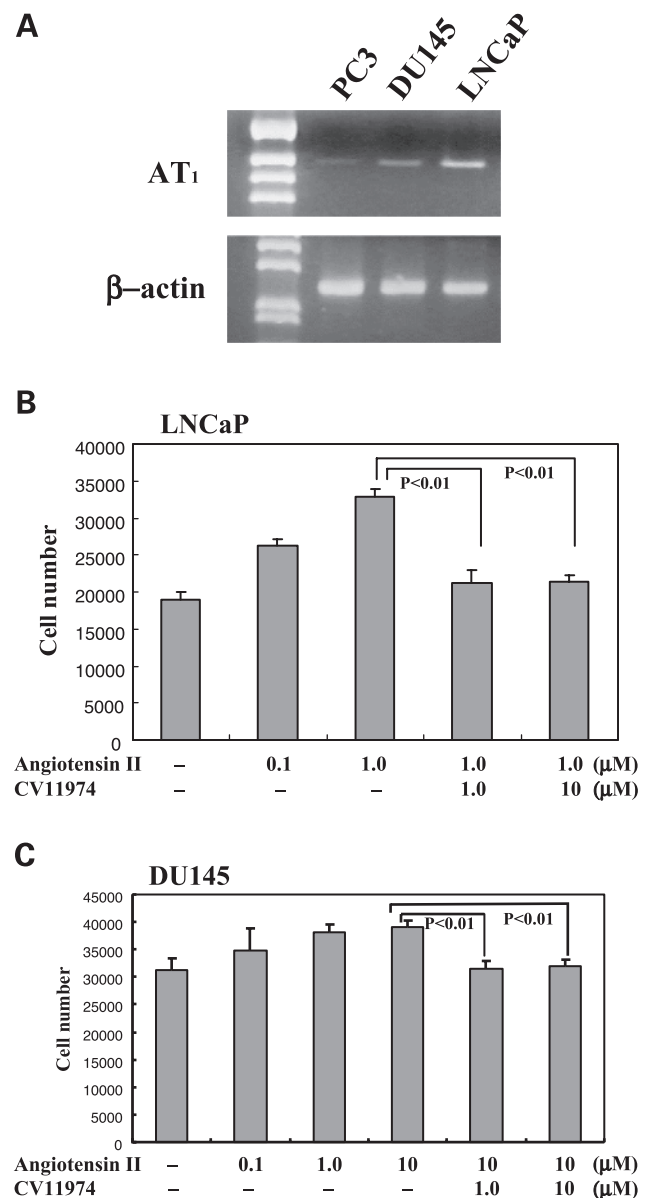 A
PC3 DU145 LNCaP
AT1
β–actin
B
LNCaP
40000
35000
30000
25000
20000
15000
10000
5000
0
Cell number
P<0.01
P<0.01
Angiotensin II – 0.1 1.0 1.0 1.0 (μM)
CV11974 – – – 1.0 10 (μM)
C
DU145
45000
40000
35000
30000
25000
20000
15000
10000
5000
0
Cell number
P<0.01 P<0.01
Angiotensin II – 0.1 1.0 10 10 10 (μM)
CV11974 – – – – 1.0 10 (μM)